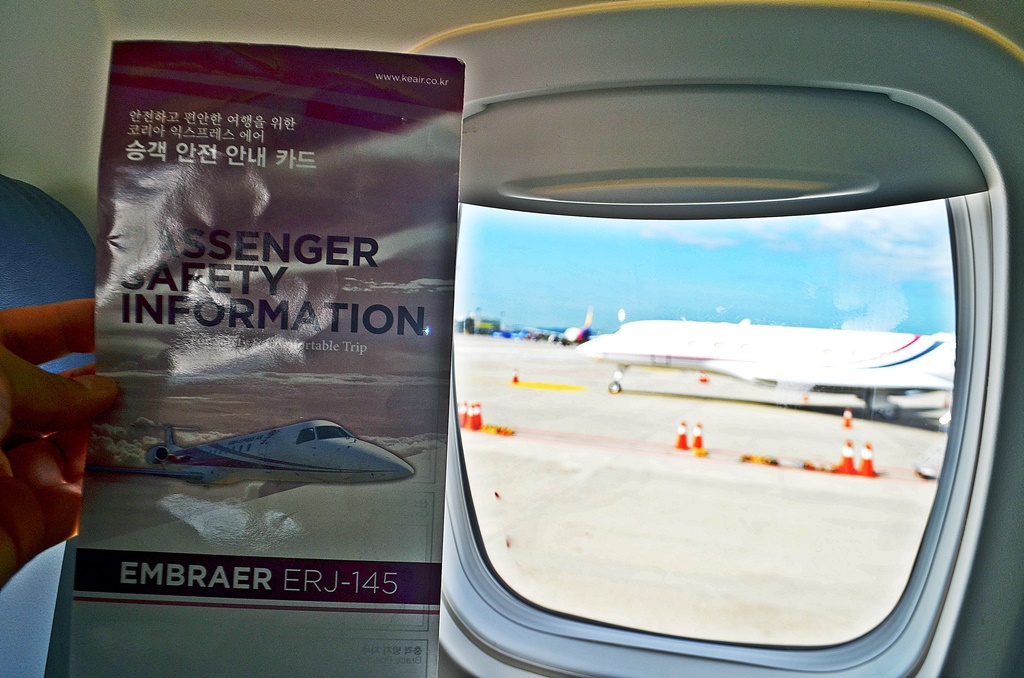 www.keair.co.kr
안전하고 편안한 여행을 위한
코리아 익스프레스 에어
승객 안전 안내 카드
PASSENGER
SAFETY
INFORMATION
Comfortable Trip
EMBRAER ERJ-145